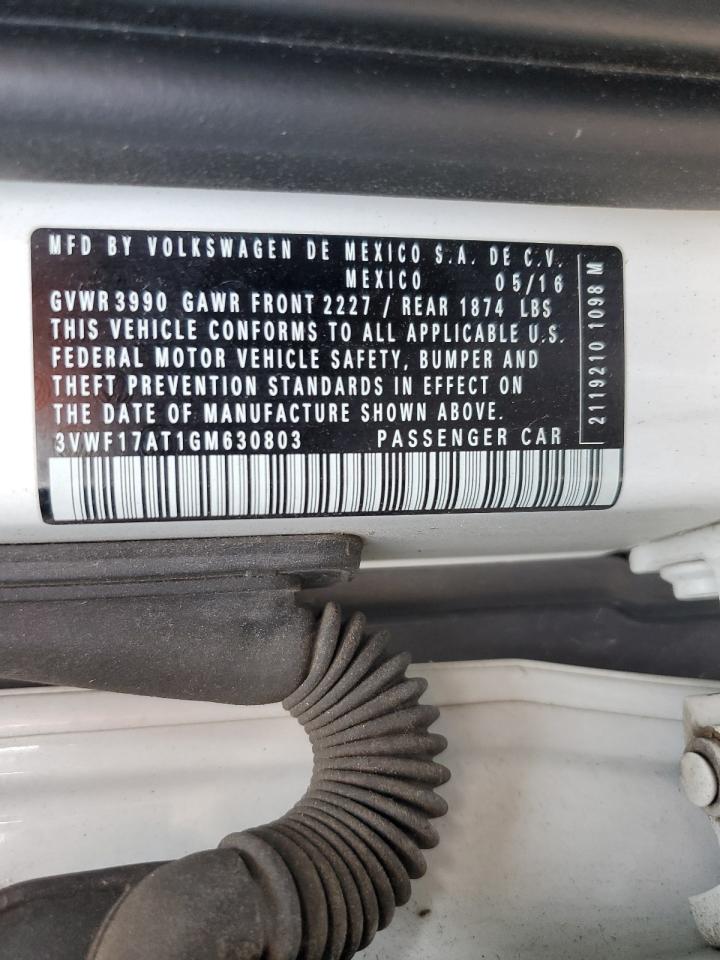 MFD BY VOLKSWAGEN DE MEXICO S.A. DE C.V.
MEXICO 05/16
GVWR 3990 GAWR FRONT 2227 / REAR 1874 LBS
THIS VEHICLE CONFORMS TO ALL APPLICABLE U.S.
FEDERAL MOTOR VEHICLE SAFETY, BUMPER AND
THEFT PREVENTION STANDARDS IN EFFECT ON
THE DATE OF MANUFACTURE SHOWN ABOVE.
3VWF17AT1GM630803 PASSENGER CAR
2119210 1098 M